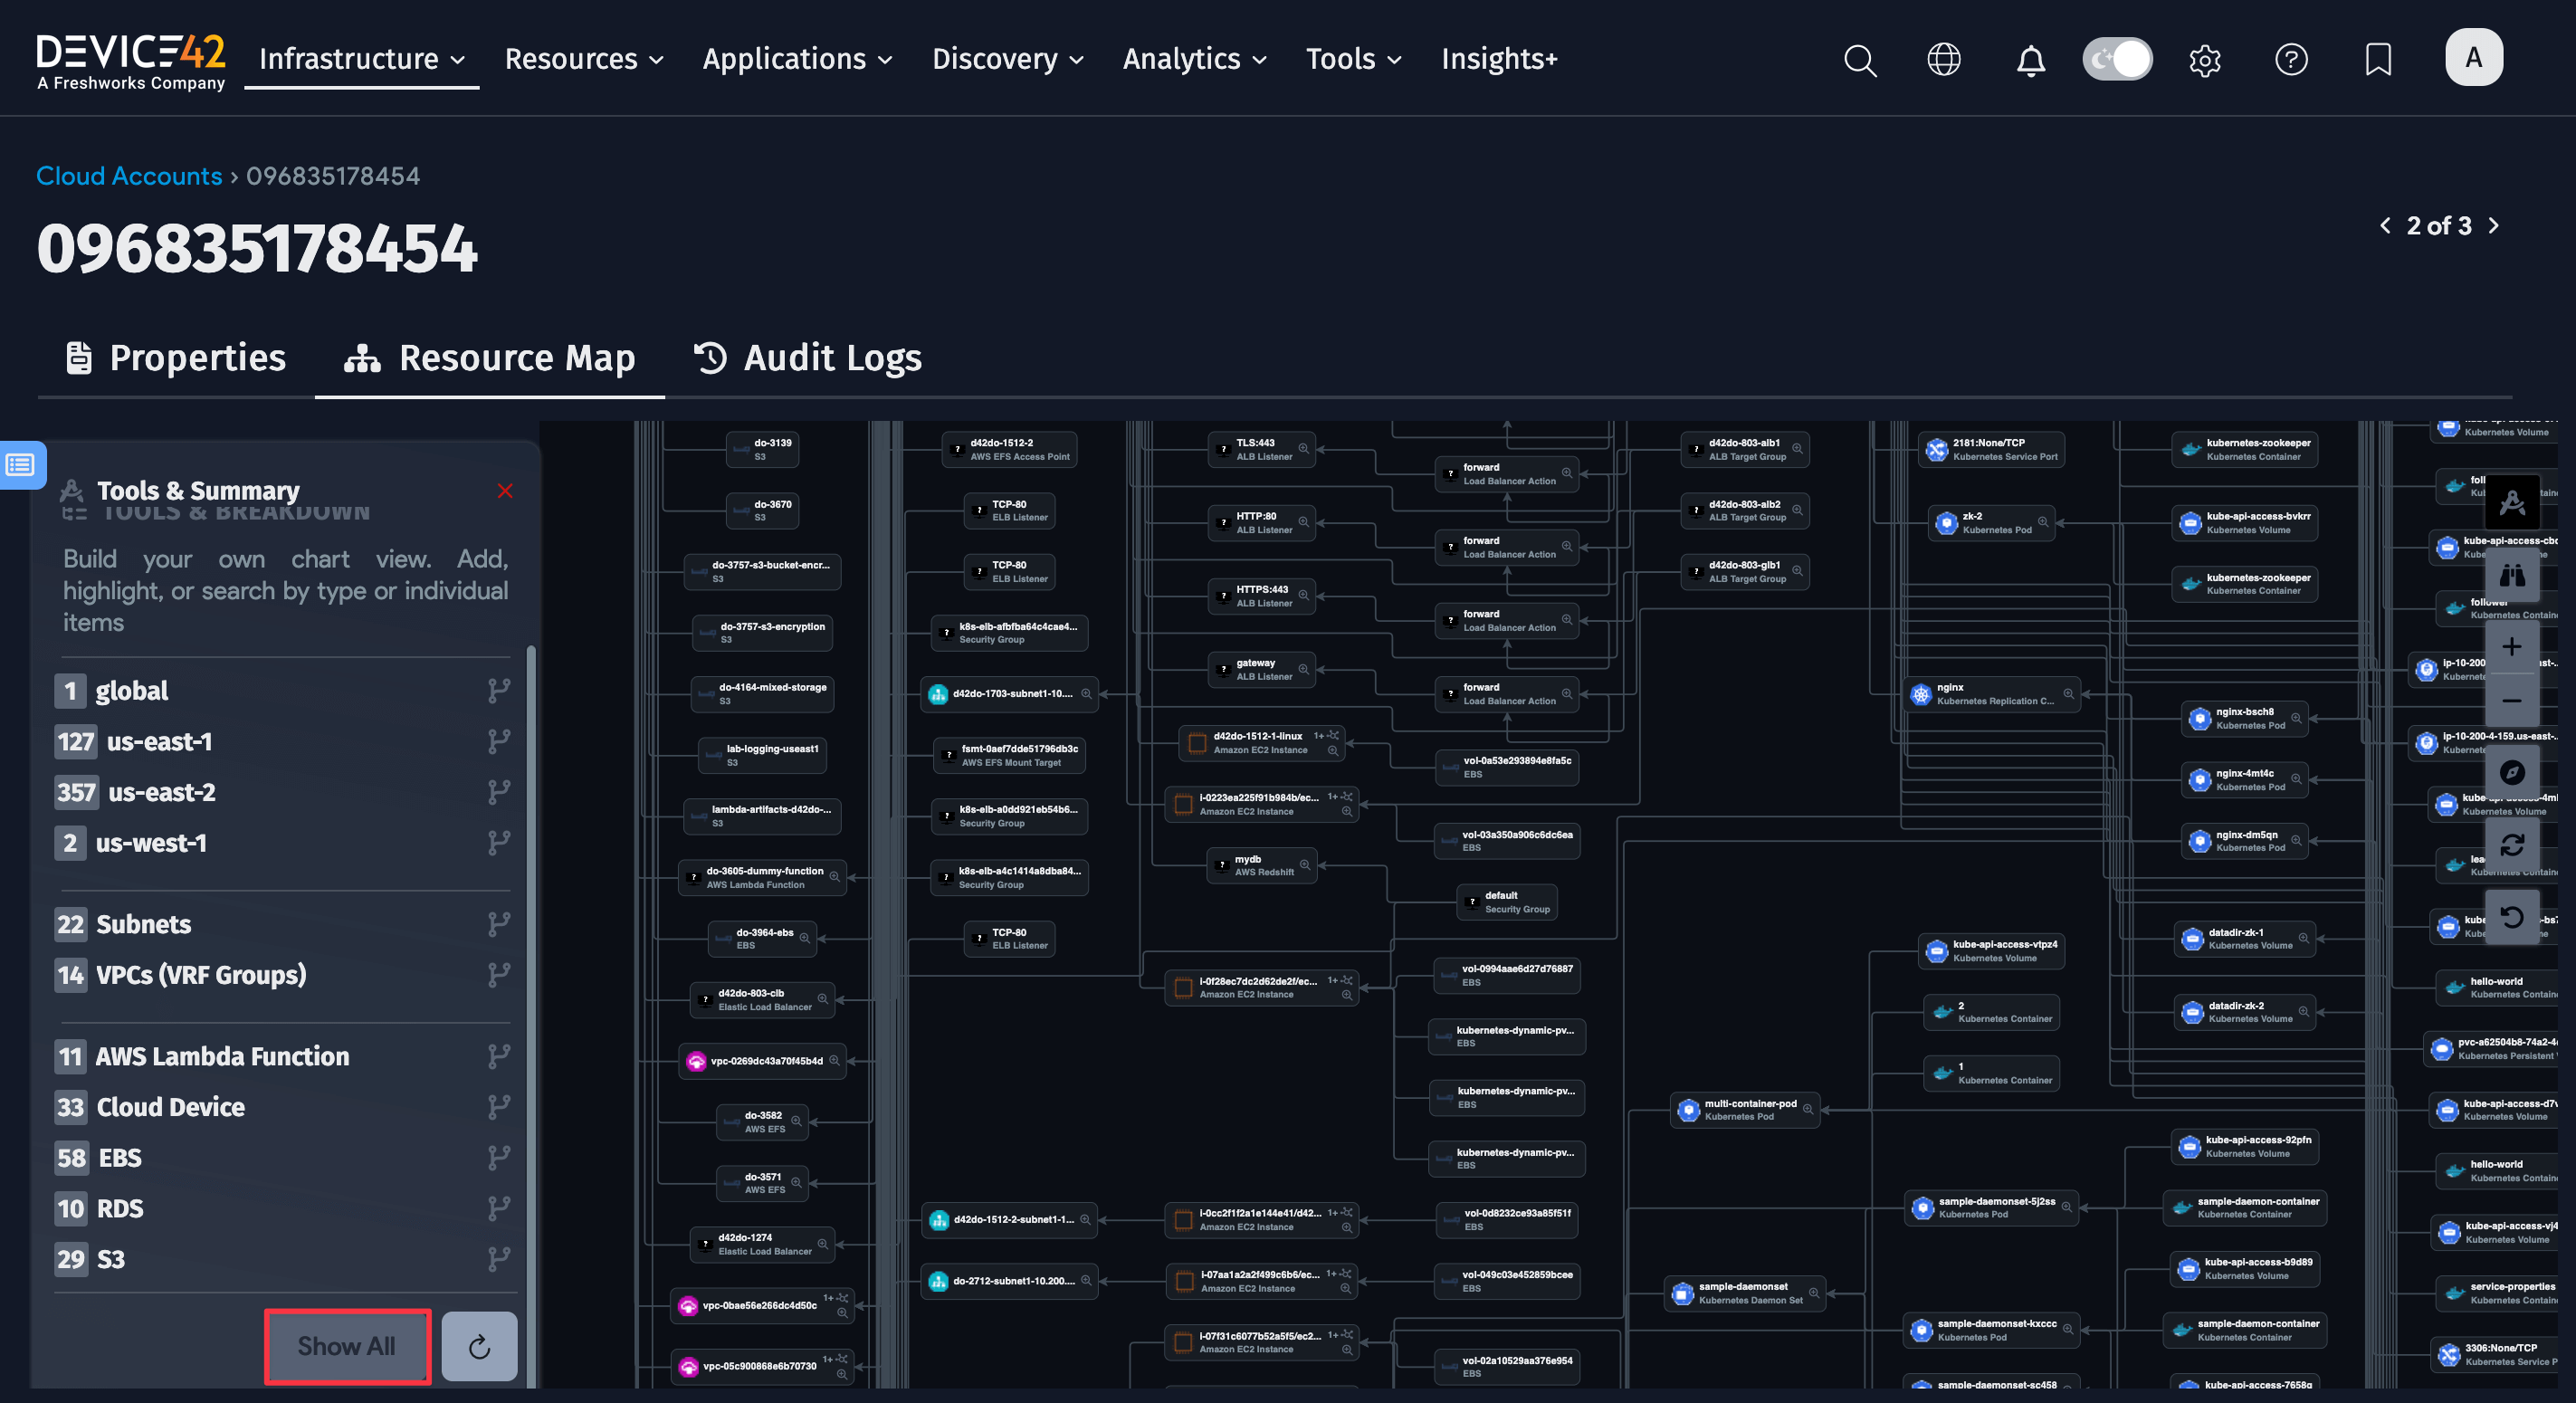 DEVICE42
A Freshworks Company
Infrastructure
Resources
Applications
Discovery
Analytics
Tools
Insights+
A
Cloud Accounts › 096835178454
096835178454
2 of 3
Properties
Resource Map
Audit Logs
Tools & Summary
TOOLS & BREAKDOWN
Build your own chart view. Add,
highlight, or search by type or individual
items
1 global
127 us-east-1
357 us-east-2
2 us-west-1
22 Subnets
14 VPCs (VRF Groups)
11 AWS Lambda Function
33 Cloud Device
58 EBS
10 RDS
29 S3
Show All
do-3139
S3
do-3670
S3
do-3757-s3-bucket-encr...
S3
do-3757-s3-encryption
S3
do-4164-mixed-storage
S3
lab-logging-useast1
S3
lambda-artifacts-d42do-...
S3
do-3605-dummy-function
AWS Lambda Function
do-3964-ebs
EBS
d42do-803-clb
Elastic Load Balancer
vpc-0269dc43a70f45b4d
do-3582
AWS EFS
do-3571
AWS EFS
d42do-1274
Elastic Load Balancer
vpc-0bae56e266dc4d50c
1+
vpc-05c900868e6b70730
1+
d42do-1512-2
AWS EFS Access Point
TCP-80
ELB Listener
TCP-80
ELB Listener
k8s-elb-afbfba64c4cae4...
Security Group
d42do-1703-subnet1-10....
fsmt-0aef7dde51796db3c
AWS EFS Mount Target
k8s-elb-a0dd921eb54b6...
Security Group
k8s-elb-a4c1414a8dba84...
Security Group
TCP-80
ELB Listener
d42do-1512-2-subnet1-1...
do-2712-subnet1-10.200....
TLS:443
ALB Listener
HTTP:80
ALB Listener
HTTPS:443
ALB Listener
gateway
ALB Listener
d42do-1512-1-linux
1+
Amazon EC2 Instance
i-0223ea225f91b984b/ec...
1+
Amazon EC2 Instance
mydb
AWS Redshift
i-0f28ec7dc2d62de2f/ec...
1+
Amazon EC2 Instance
i-0cc2f1f2a1e144e41/d42...
1+
Amazon EC2 Instance
i-07aa1a2a2f499c6b6/ec...
1+
Amazon EC2 Instance
i-07f31c6077b52a5f5/ec2...
1+
Amazon EC2 Instance
forward
Load Balancer Action
forward
Load Balancer Action
forward
Load Balancer Action
forward
Load Balancer Action
vol-0a53e293894e8fa5c
EBS
vol-03a350a906c6dc6ea
EBS
default
Security Group
vol-0994aae6d27d76887
EBS
kubernetes-dynamic-pv...
EBS
kubernetes-dynamic-pv...
EBS
kubernetes-dynamic-pv...
EBS
vol-0d8232ce93a85f51f
EBS
vol-049c03e452859bcee
EBS
vol-02a10529aa376e954
EBS
d42do-803-alb1
ALB Target Group
d42do-803-alb2
ALB Target Group
d42do-803-glb1
ALB Target Group
multi-container-pod
Kubernetes Pod
sample-daemonset
Kubernetes Daemon Set
2181:None/TCP
Kubernetes Service Port
zk-2
Kubernetes Pod
nginx
Kubernetes Replication C...
kube-api-access-vtpz4
Kubernetes Volume
2
Kubernetes Container
1
Kubernetes Container
sample-daemonset-5j2ss
Kubernetes Pod
sample-daemonset-kxccc
Kubernetes Pod
sample-daemonset-sc458
kubernetes-zookeeper
Kubernetes Container
kube-api-access-bvkrr
Kubernetes Volume
kubernetes-zookeeper
Kubernetes Container
nginx-bsch8
Kubernetes Pod
nginx-4mt4c
Kubernetes Pod
nginx-dm5qn
Kubernetes Pod
datadir-zk-1
Kubernetes Volume
datadir-zk-2
Kubernetes Volume
kube-api-access-92pfn
Kubernetes Volume
sample-daemon-container
Kubernetes Container
kube-api-access-b9d89
Kubernetes Volume
sample-daemon-container
Kubernetes Container
kube-api-access-7658g
Kubernetes Volume
kube-api-access-cbd
follower
Kubernetes Contain
ip-10-200
ip-10-200-4-159.us-east-..
Kubernetes Volume
hello-world
Kubernetes Contain
pvc-a62504b8-74a2-4
Kubernetes Persistent V
kube-api-access-d7v
Kubernetes Volume
hello-world
Kubernetes Contain
kube-api-access-vj4
Kubernetes Volume
service-properties
Kubernetes Contain
3306:None/TCP
Kubernetes Service P